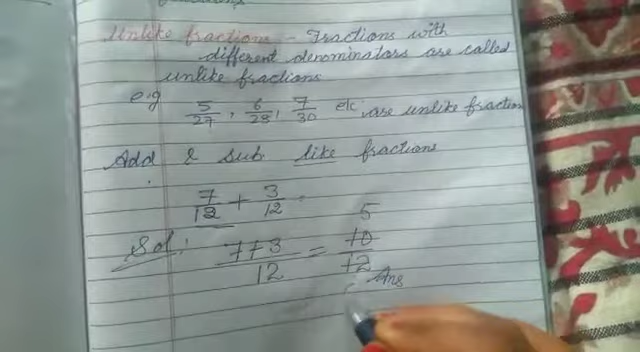 Unlike fractions - Fractions with
different denominators are called
unlike fractions
e.g 5/27, 6/28, 7/30 etc are unlike fraction
Add & sub. like fractions
7/12 + 3/12.
Sol: 7+3/12 = 10/12 5
Ans